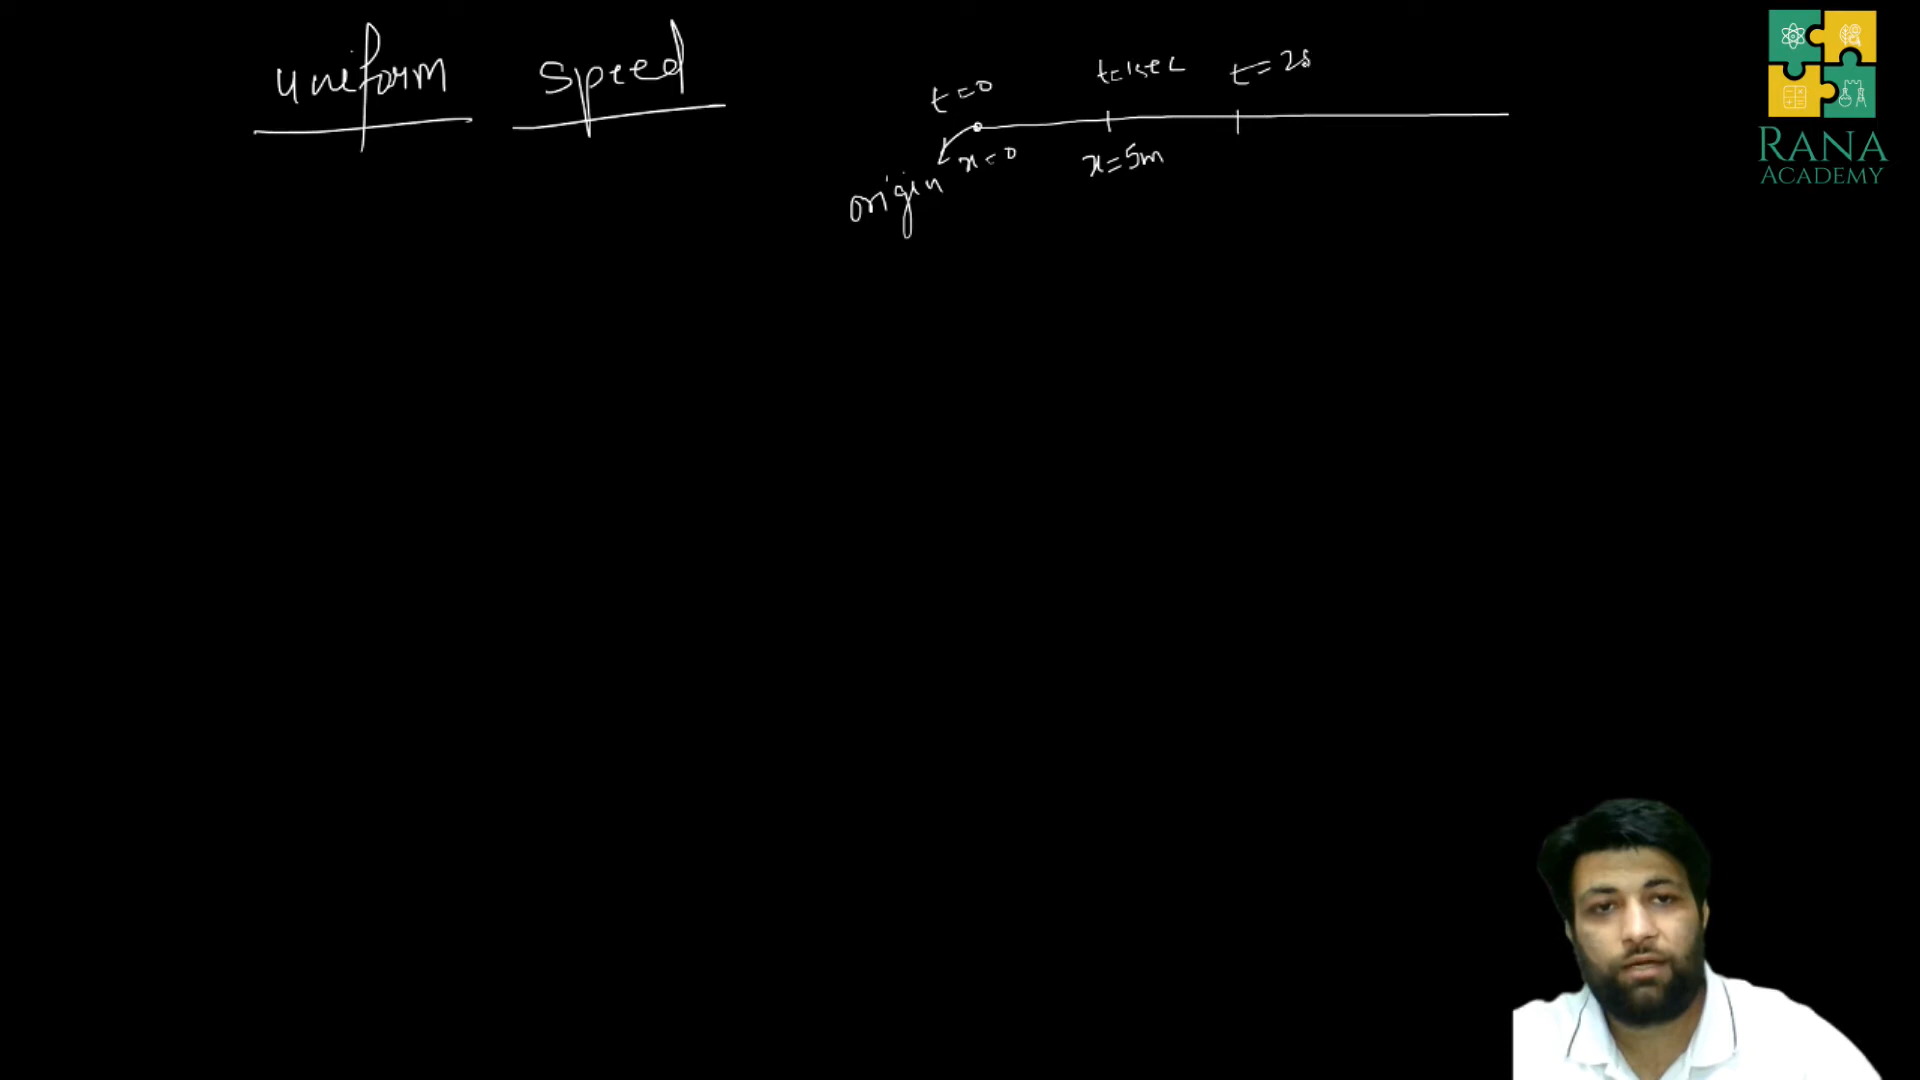 uniform speed
t=0
t=1sec
t=2s
x=0
x=5m
origin
RANA
ACADEMY